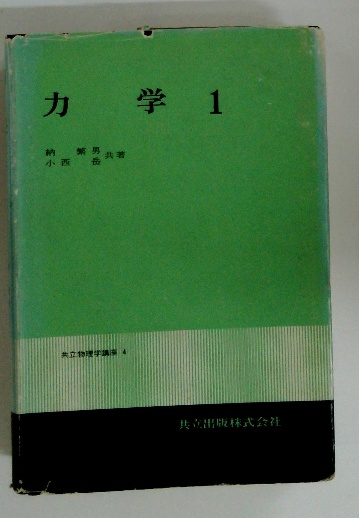 力 学 1
納 繁男 共著
小西 岳
共立物理学講座 4
共立出版株式会社